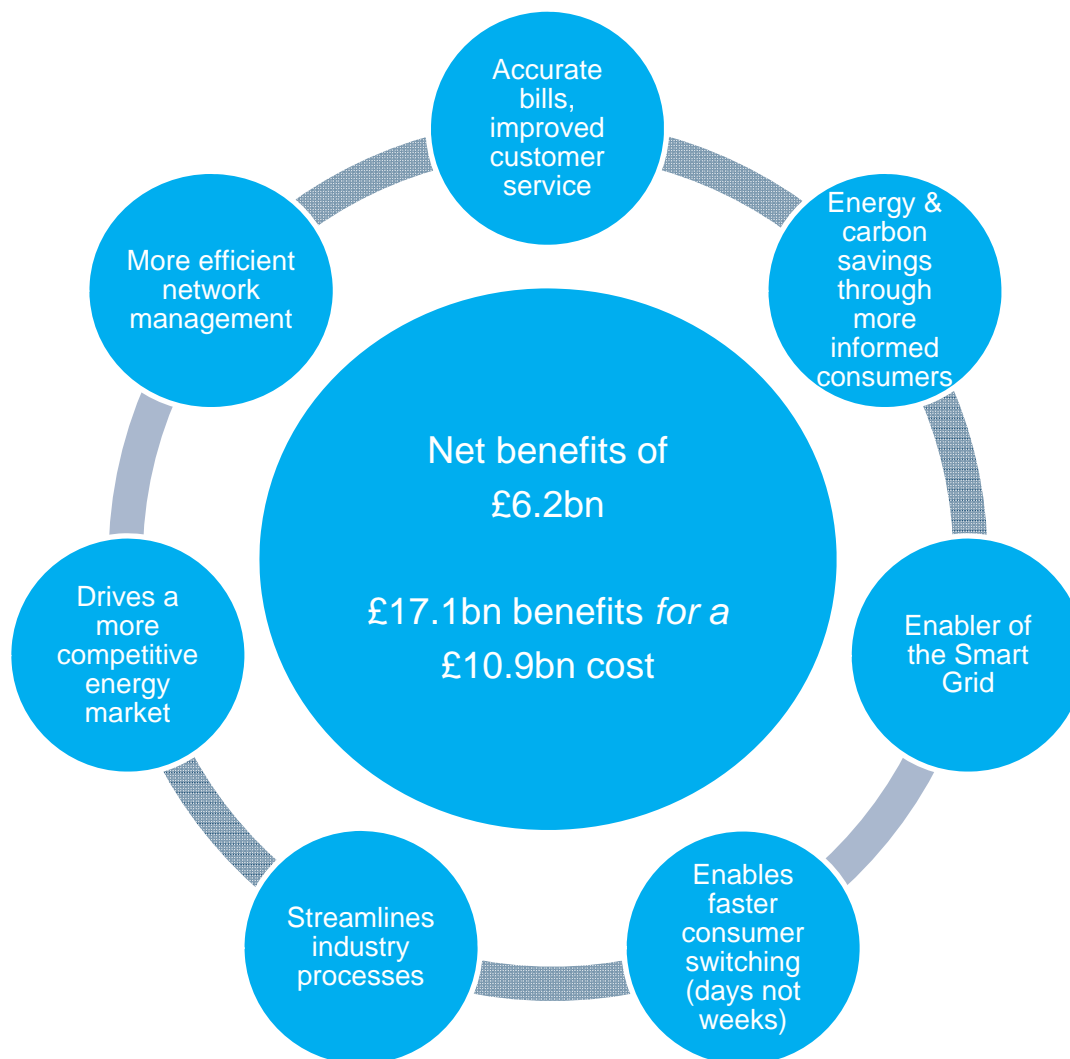 Accurate
bills,
improved
customer
service
Energy &
carbon
savings
through
more
informed
consumers
Enabler of
the Smart
Grid
Enables
faster
consumer
switching
(days not
weeks)
Streamlines
industry
processes
Drives a
more
competitive
energy
market
More efficient
network
management
Net benefits of
£6.2bn
£17.1bn benefits for a
£10.9bn cost